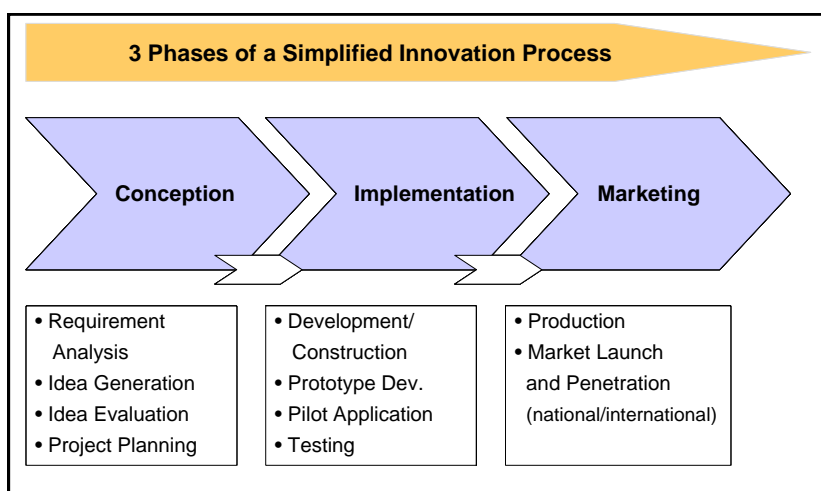 3 Phases of a Simplified Innovation Process
Conception
Implementation
Marketing
• Requirement
Analysis
• Idea Generation
• Idea Evaluation
• Project Planning
• Development/
Construction
• Prototype Dev.
• Pilot Application
• Testing
• Production
• Market Launch
and Penetration
(national/international)